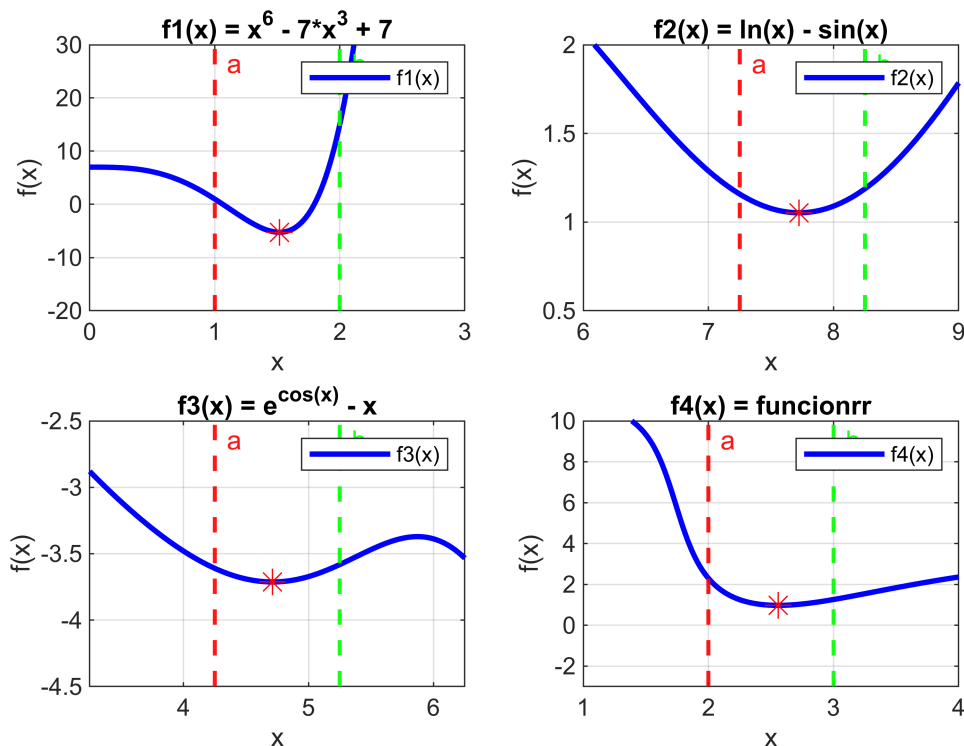 f1(x) = x^6 - 7*x^3 + 7
30
20
10
0
-10
-20
f(x)
a
f1(x)
0
1
2
3
x
f2(x) = ln(x) - sin(x)
2
1.5
1
0.5
f(x)
a
b
f2(x)
6
7
8
9
x
f3(x) = e^cos(x) - x
-2.5
-3
-3.5
-4
-4.5
f(x)
a
f3(x)
4
5
6
x
f4(x) = funcionrr
10
8
6
4
2
0
-2
f(x)
a
b
f4(x)
1
2
3
4
x